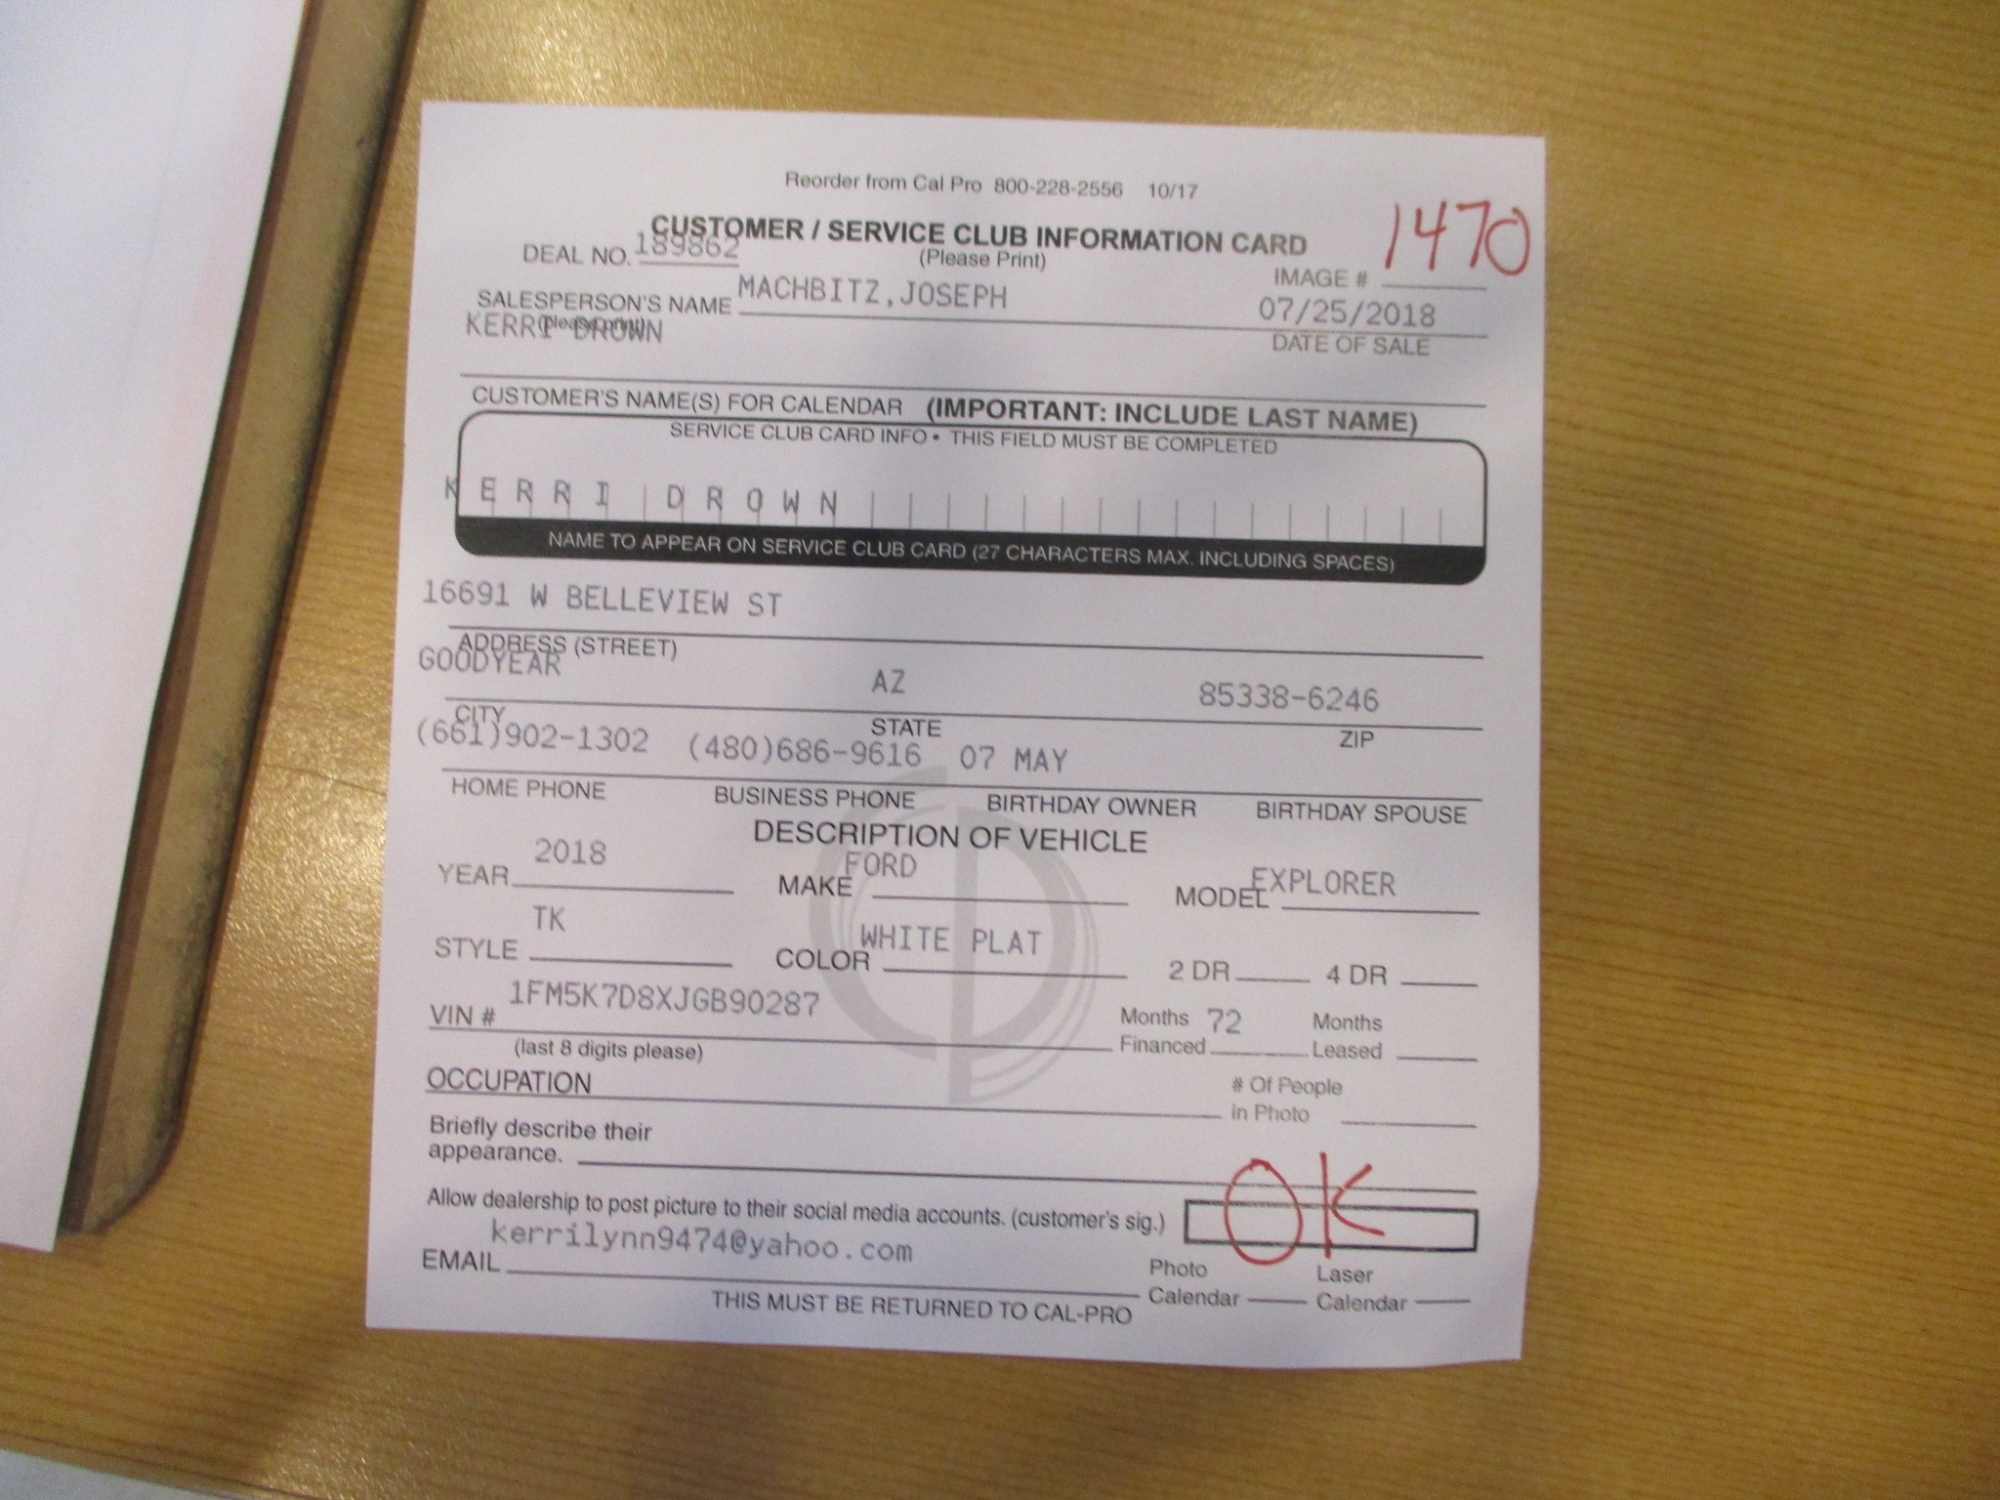 Reorder from Cal Pro 800-228-2556 10/17
1470
CUSTOMER / SERVICE CLUB INFORMATION CARD
DEAL NO. 189862 (Please Print)
IMAGE #
SALESPERSON'S NAME MACHBITZ,JOSEPH 07/25/2018
(please print) DATE OF SALE
KERRI DROWN
CUSTOMER'S NAME(S) FOR CALENDAR (IMPORTANT: INCLUDE LAST NAME)
SERVICE CLUB CARD INFO • THIS FIELD MUST BE COMPLETED
K E R R I D R O W N
NAME TO APPEAR ON SERVICE CLUB CARD (27 CHARACTERS MAX. INCLUDING SPACES)
16691 W BELLEVIEW ST
ADDRESS (STREET)
GOODYEAR AZ 85338-6246
CITY STATE ZIP
(661)902-1302 (480)686-9616 07 MAY
HOME PHONE BUSINESS PHONE BIRTHDAY OWNER BIRTHDAY SPOUSE
DESCRIPTION OF VEHICLE
YEAR 2018 MAKE FORD MODEL EXPLORER
STYLE TK COLOR WHITE PLAT 2 DR 4 DR
VIN # 1FM5K7D8XJGB90287 Months Financed 72 Months Leased
(last 8 digits please)
OCCUPATION # Of People in Photo
Briefly describe their
appearance.
Allow dealership to post picture to their social media accounts. (customer's sig.) OK
EMAIL kerrilynn9474@yahoo.com
Photo Calendar Laser Calendar
THIS MUST BE RETURNED TO CAL-PRO